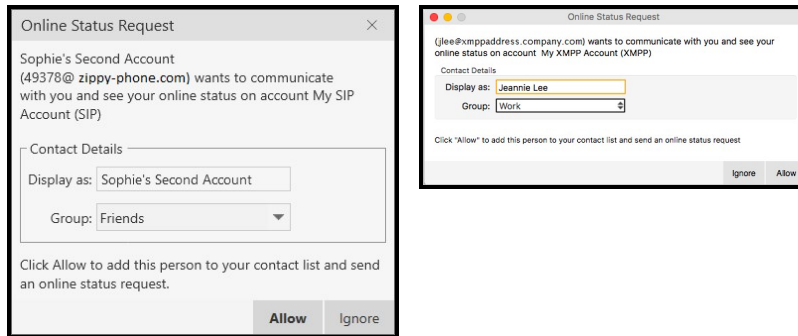 Online Status Request
Sophie's Second Account
(49378@ zippy-phone.com) wants to communicate
with you and see your online status on account My SIP
Account (SIP)
Contact Details
Display as: Sophie's Second Account
Group: Friends
Click Allow to add this person to your contact list and send
an online status request.
Allow Ignore
Online Status Request
(jlee@xmppaddress.company.com) wants to communicate with you and see your
online status on account My XMPP Account (XMPP)
Contact Details
Display as: Jeannie Lee
Group: Work
Click "Allow" to add this person to your contact list and send an online status request
Ignore Allow